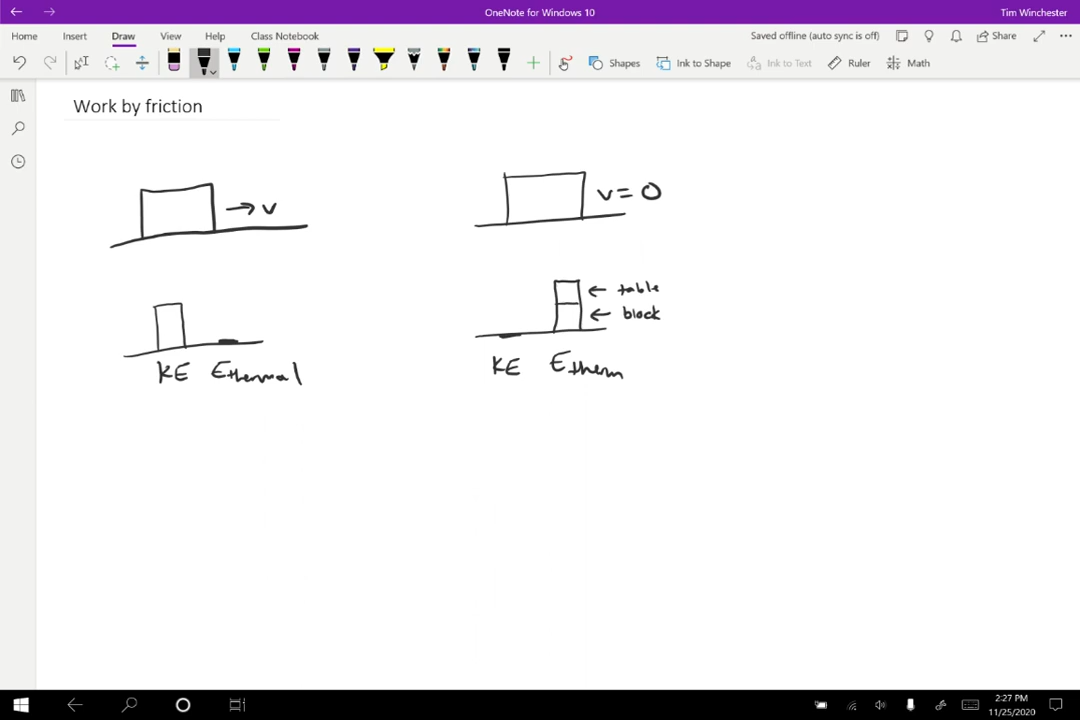 OneNote for Windows 10
Tim Winchester
Home Insert Draw View Help Class Notebook
Saved offline (auto sync is off) Share
Shapes Ink to Shape Ink to Text Ruler Math
Work by friction
→ v
v = 0
← table
← block
KE Ethermal
KE Etherm
2:27 PM
11/25/2020